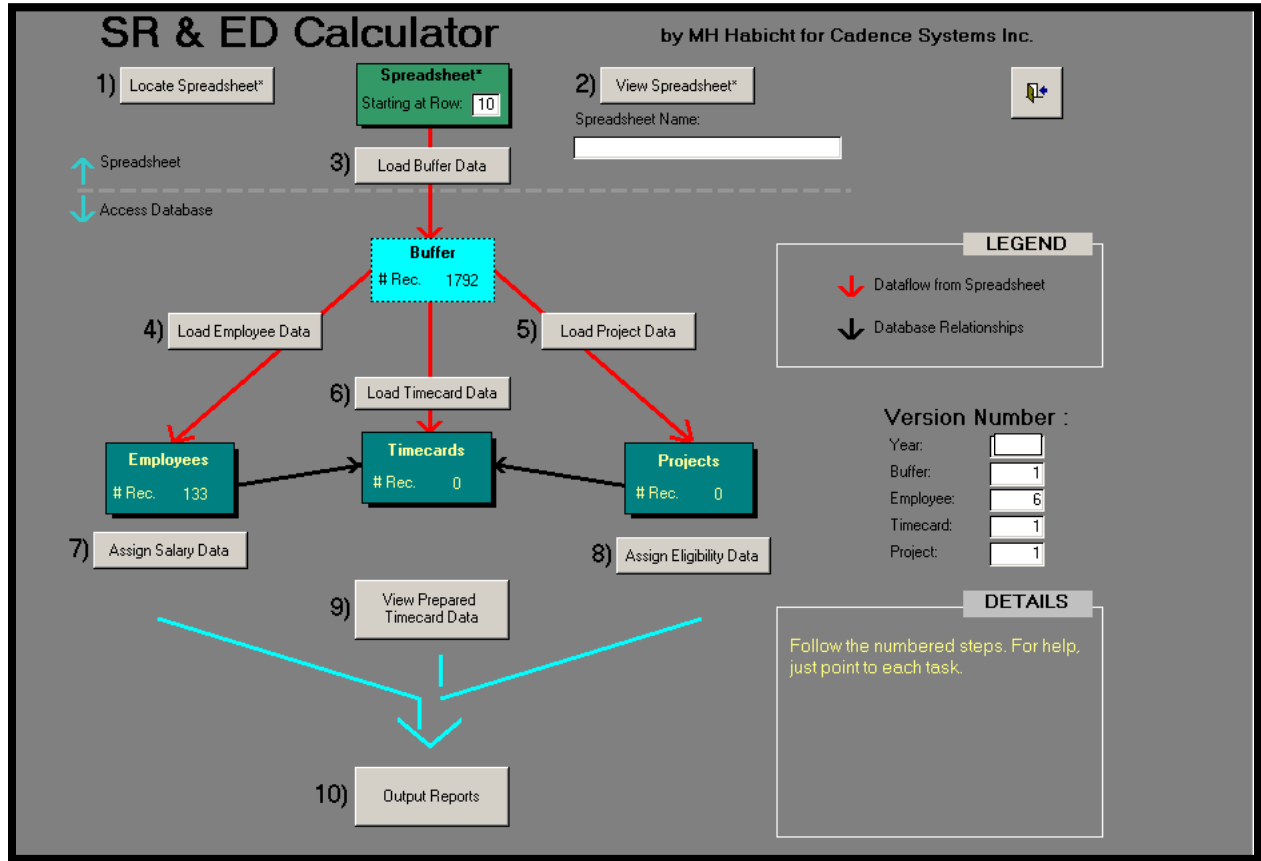 SR & ED Calculator
by MH Habicht for Cadence Systems Inc.
1) Locate Spreadsheet*
Spreadsheet*
Starting at Row: 10
2) View Spreadsheet*
Spreadsheet Name:
Spreadsheet
3) Load Buffer Data
Access Database
Buffer
# Rec. 1792
LEGEND
Dataflow from Spreadsheet
Database Relationships
4) Load Employee Data
5) Load Project Data
6) Load Timecard Data
Employees
# Rec. 133
Timecards
# Rec. 0
Projects
# Rec. 0
Version Number :
Year:
Buffer: 1
Employee: 6
Timecard: 1
Project: 1
7) Assign Salary Data
8) Assign Eligibility Data
9) View Prepared
Timecard Data
DETAILS
Follow the numbered steps. For help,
just point to each task.
10) Output Reports